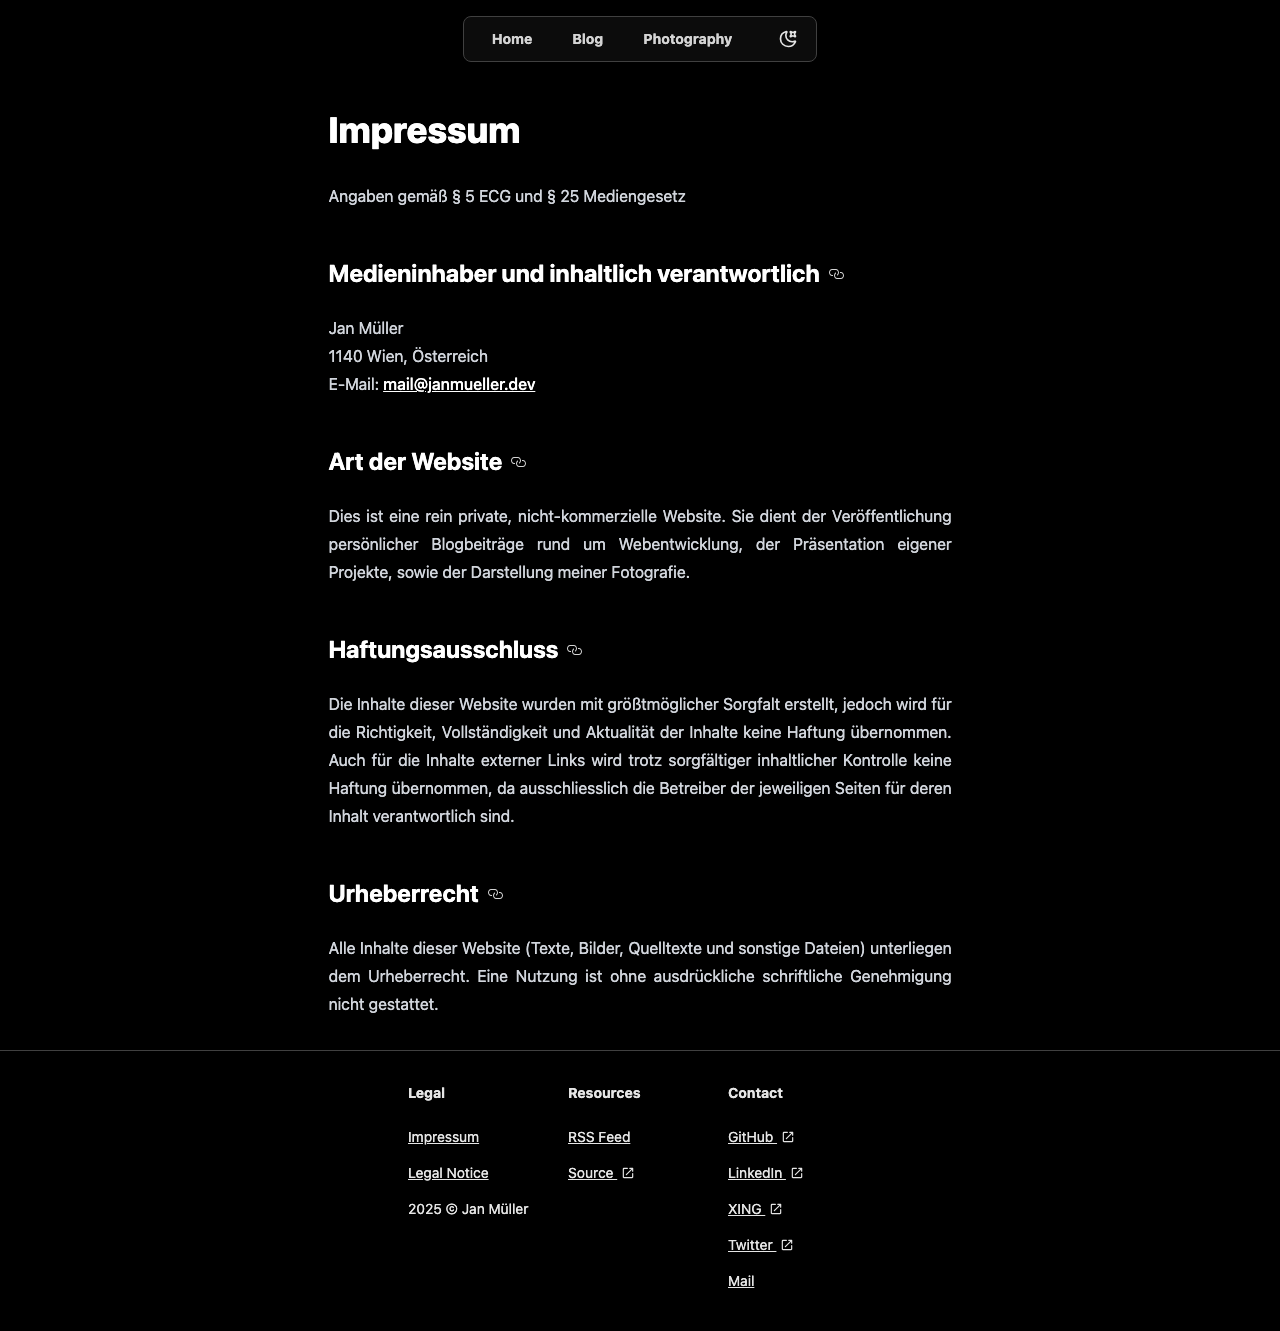 Home Blog Photography
Impressum
Angaben gemäß § 5 ECG und § 25 Mediengesetz
Medieninhaber und inhaltlich verantwortlich
Jan Müller
1140 Wien, Österreich
E-Mail: mail@janmueller.dev
Art der Website
Dies ist eine rein private, nicht-kommerzielle Website. Sie dient der Veröffentlichung
persönlicher Blogbeiträge rund um Webentwicklung, der Präsentation eigener
Projekte, sowie der Darstellung meiner Fotografie.
Haftungsausschluss
Die Inhalte dieser Website wurden mit größtmöglicher Sorgfalt erstellt, jedoch wird für
die Richtigkeit, Vollständigkeit und Aktualität der Inhalte keine Haftung übernommen.
Auch für die Inhalte externer Links wird trotz sorgfältiger inhaltlicher Kontrolle keine
Haftung übernommen, da ausschliesslich die Betreiber der jeweiligen Seiten für deren
Inhalt verantwortlich sind.
Urheberrecht
Alle Inhalte dieser Website (Texte, Bilder, Quelltexte und sonstige Dateien) unterliegen
dem Urheberrecht. Eine Nutzung ist ohne ausdrückliche schriftliche Genehmigung
nicht gestattet.
Legal
Impressum
Legal Notice
2025 © Jan Müller
Resources
RSS Feed
Source
Contact
GitHub
LinkedIn
XING
Twitter
Mail